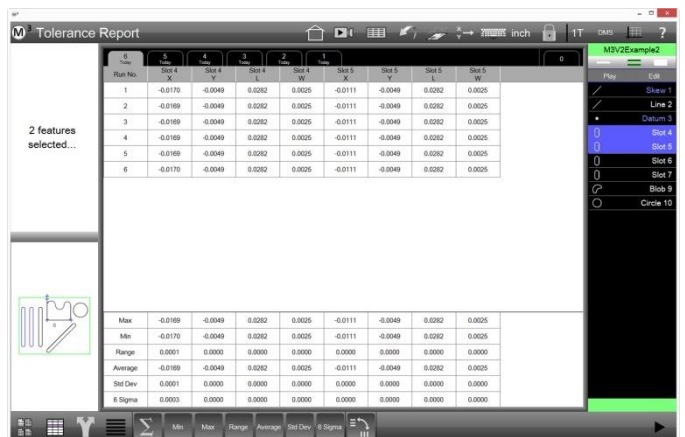 M3 Tolerance Report
inch
1T
DMS
?
6 Today 5 Today 4 Today 3 Today 2 Today 1 Today 0
Run No. Slot 4 X Slot 4 Y Slot 4 L Slot 4 W Slot 5 X Slot 5 Y Slot 5 L Slot 5 W
1 -0.0170 -0.0049 0.0282 0.0025 -0.0111 -0.0049 0.0282 0.0025
2 -0.0169 -0.0049 0.0282 0.0025 -0.0111 -0.0049 0.0282 0.0025
3 -0.0169 -0.0049 0.0282 0.0025 -0.0111 -0.0049 0.0282 0.0025
4 -0.0169 -0.0049 0.0282 0.0025 -0.0111 -0.0049 0.0282 0.0025
5 -0.0169 -0.0049 0.0282 0.0025 -0.0111 -0.0049 0.0282 0.0025
6 -0.0170 -0.0049 0.0282 0.0025 -0.0111 -0.0049 0.0282 0.0025
Max -0.0169 -0.0049 0.0282 0.0025 -0.0111 -0.0049 0.0282 0.0025
Min -0.0170 -0.0049 0.0282 0.0025 -0.0111 -0.0049 0.0282 0.0025
Range 0.0001 0.0000 0.0000 0.0000 0.0000 0.0000 0.0000 0.0000
Average -0.0169 -0.0049 0.0282 0.0025 -0.0111 -0.0049 0.0282 0.0025
Std Dev 0.0001 0.0000 0.0000 0.0000 0.0000 0.0000 0.0000 0.0000
6 Sigma 0.0003 0.0000 0.0000 0.0000 0.0000 0.0000 0.0000 0.0000
2 features
selected...
M3V2Example2
Play Edit
Skew 1
Line 2
Datum 3
Slot 4
Slot 5
Slot 6
Slot 7
Blob 9
Circle 10
Σ Min Max Range Average Std Dev 6 Sigma